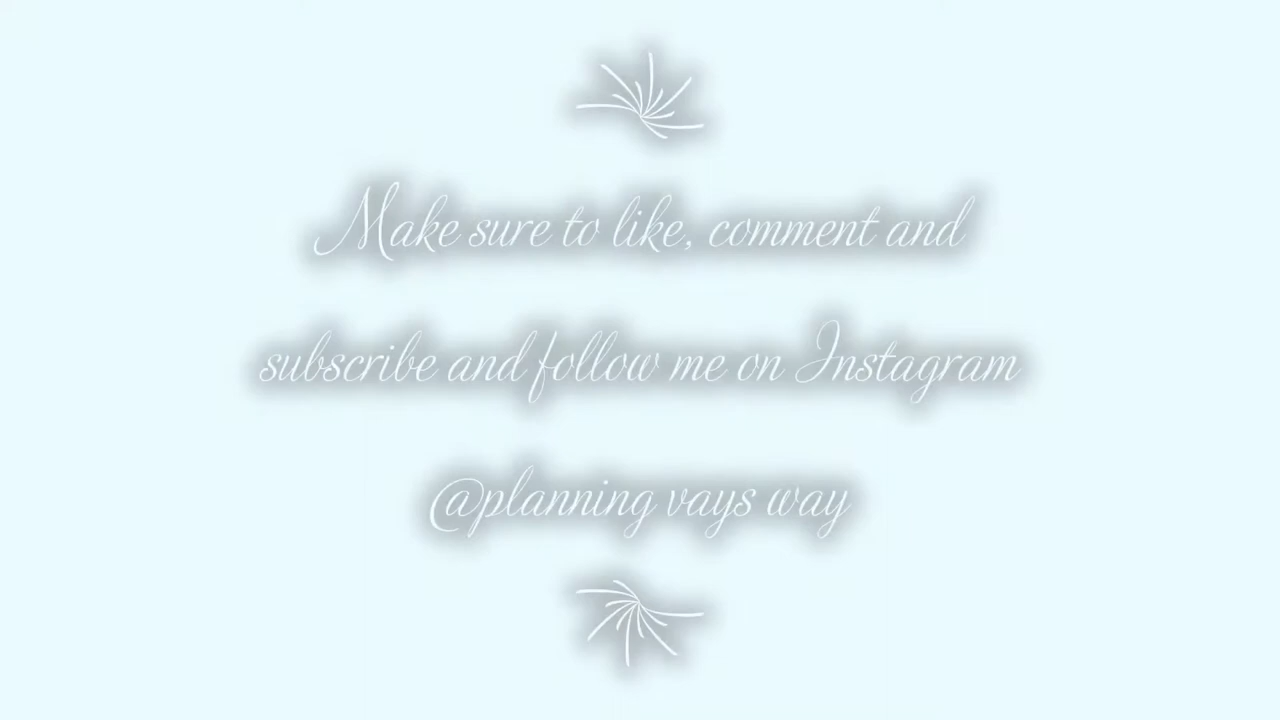 Make sure to like, comment and
subscribe and follow me on Instagram
@planning vays way